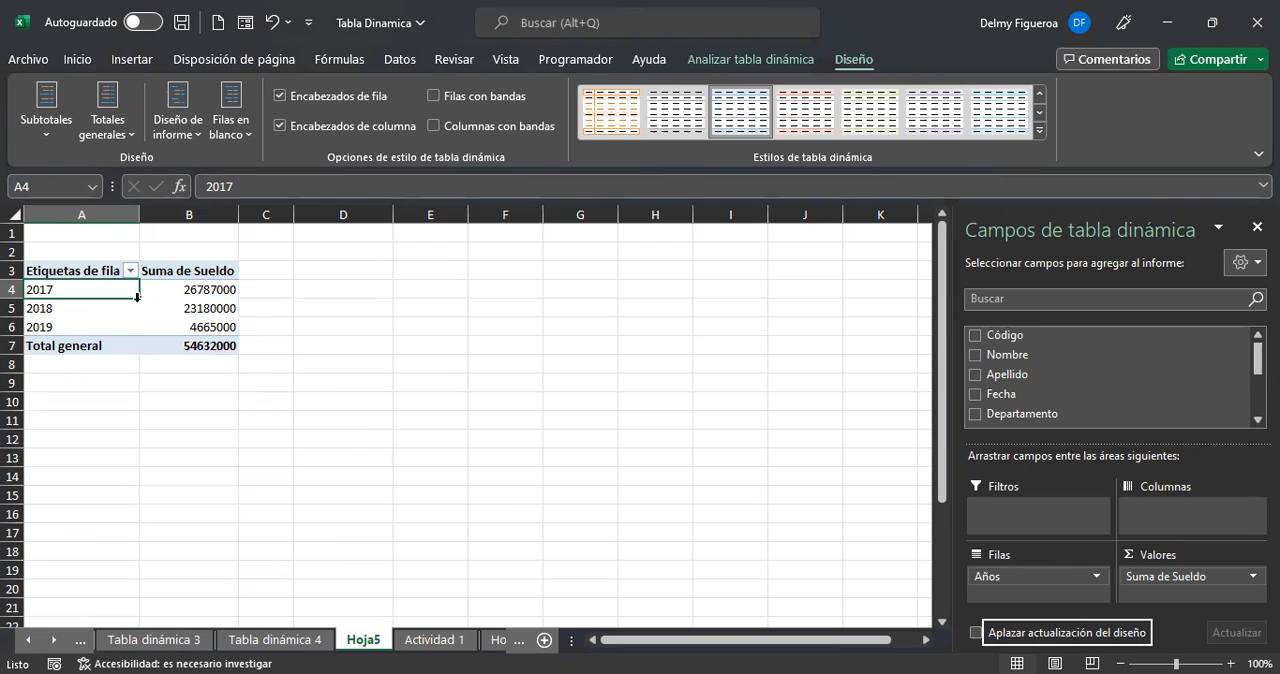 Autoguardado
Tabla Dinamica
Buscar (Alt+Q)
Delmy Figueroa
DF
Archivo Inicio Insertar Disposición de página Fórmulas Datos Revisar Vista Programador Ayuda Analizar tabla dinámica Diseño
Comentarios
Compartir
Subtotales
Totales generales
Diseño de informe
Filas en blanco
Diseño
Encabezados de fila
Filas con bandas
Encabezados de columna
Columnas con bandas
Opciones de estilo de tabla dinámica
Estilos de tabla dinámica
A4
fx
2017
A B C D E F G H I J K
1
2
3 Etiquetas de fila Suma de Sueldo
4 2017 26787000
5 2018 23180000
6 2019 4665000
7 Total general 54632000
8
9
10
11
12
13
14
15
16
17
18
19
20
21
22
Campos de tabla dinámica
Seleccionar campos para agregar al informe:
Buscar
Código
Nombre
Apellido
Fecha
Departamento
Arrastrar campos entre las áreas siguientes:
Filtros
Columnas
Filas
Σ Valores
Años
Suma de Sueldo
Aplazar actualización del diseño
Actualizar
... Tabla dinámica 3 Tabla dinámica 4 Hoja5 Actividad 1 Ho ...
Listo
Accesibilidad: es necesario investigar
100%